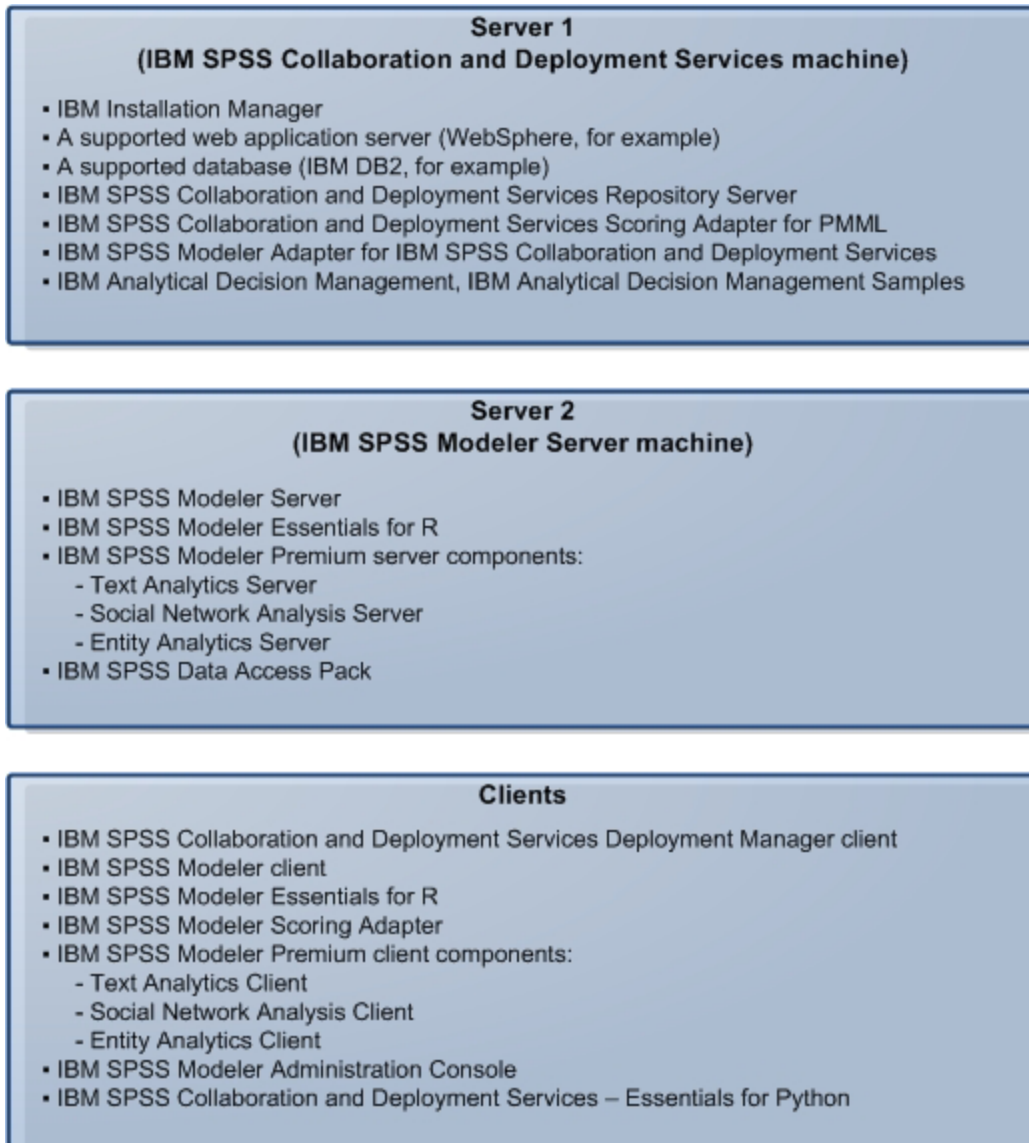 Server 1
(IBM SPSS Collaboration and Deployment Services machine)
▪ IBM Installation Manager
▪ A supported web application server (WebSphere, for example)
▪ A supported database (IBM DB2, for example)
▪ IBM SPSS Collaboration and Deployment Services Repository Server
▪ IBM SPSS Collaboration and Deployment Services Scoring Adapter for PMML
▪ IBM SPSS Modeler Adapter for IBM SPSS Collaboration and Deployment Services
▪ IBM Analytical Decision Management, IBM Analytical Decision Management Samples
Server 2
(IBM SPSS Modeler Server machine)
▪ IBM SPSS Modeler Server
▪ IBM SPSS Modeler Essentials for R
▪ IBM SPSS Modeler Premium server components:
- Text Analytics Server
- Social Network Analysis Server
- Entity Analytics Server
▪ IBM SPSS Data Access Pack
Clients
▪ IBM SPSS Collaboration and Deployment Services Deployment Manager client
▪ IBM SPSS Modeler client
▪ IBM SPSS Modeler Essentials for R
▪ IBM SPSS Modeler Scoring Adapter
▪ IBM SPSS Modeler Premium client components:
- Text Analytics Client
- Social Network Analysis Client
- Entity Analytics Client
▪ IBM SPSS Modeler Administration Console
▪ IBM SPSS Collaboration and Deployment Services – Essentials for Python